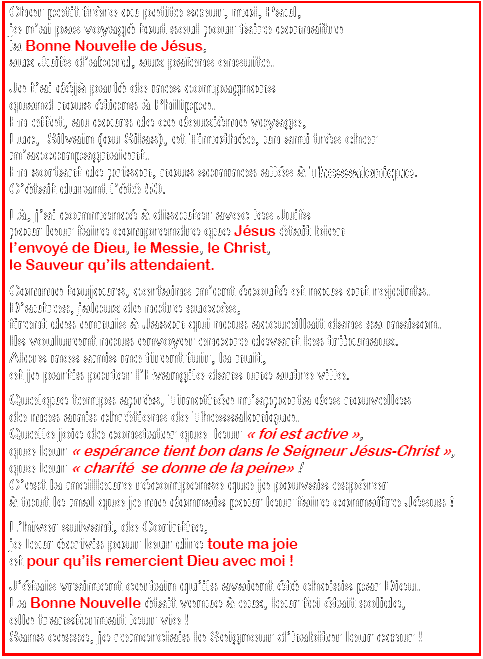 Cher petit frère ou petite sœur, moi, Paul,
je n'ai pas voyagé tout seul pour faire connaître
la Bonne Nouvelle de Jésus,
aux Juifs d'abord, aux païens ensuite.
Je t'ai déjà parlé de mes compagnons
quand nous étions à Philippe.
En effet, au cours de ce deuxième voyage,
Luc, Silvain (ou Silas), et Timothée, un ami très cher
m'accompagnaient.
En sortant de prison, nous sommes allés à Thessalonique.
C'était durant l'été 50.
Là, j'ai commencé à discuter avec les Juifs
pour leur faire comprendre que Jésus était bien
l'envoyé de Dieu, le Messie, le Christ,
le Sauveur qu'ils attendaient.
Comme toujours, certains m'ont écouté et nous ont rejoints.
D'autres, jaloux de notre succès,
firent des ennuis à Jason qui nous accueillait dans sa maison.
Ils voulurent nous envoyer encore devant les tribunaux.
Alors mes amis me firent fuir, la nuit,
et je partis porter l'Evangile dans une autre ville.
Quelque temps après, Timothée m'apporta des nouvelles
de mes amis chrétiens de Thessalonique.
Quelle joie de constater que leur « foi est active »,
que leur « espérance tient bon dans le Seigneur Jésus-Christ »,
que leur « charité se donne de la peine» !
C'est la meilleure récompense que je pouvais espérer
à tout le mal que je me donnais pour leur faire connaître Jésus !
L'hiver suivant, de Corinthe,
je leur écrivis pour leur dire toute ma joie
et pour qu'ils remercient Dieu avec moi !
J'étais vraiment certain qu'ils avaient été choisis par Dieu.
La Bonne Nouvelle était venue à eux, leur foi était solide,
elle transformait leur vie !
Sans cesse, je remerciais le Seigneur d'habiter leur cœur !